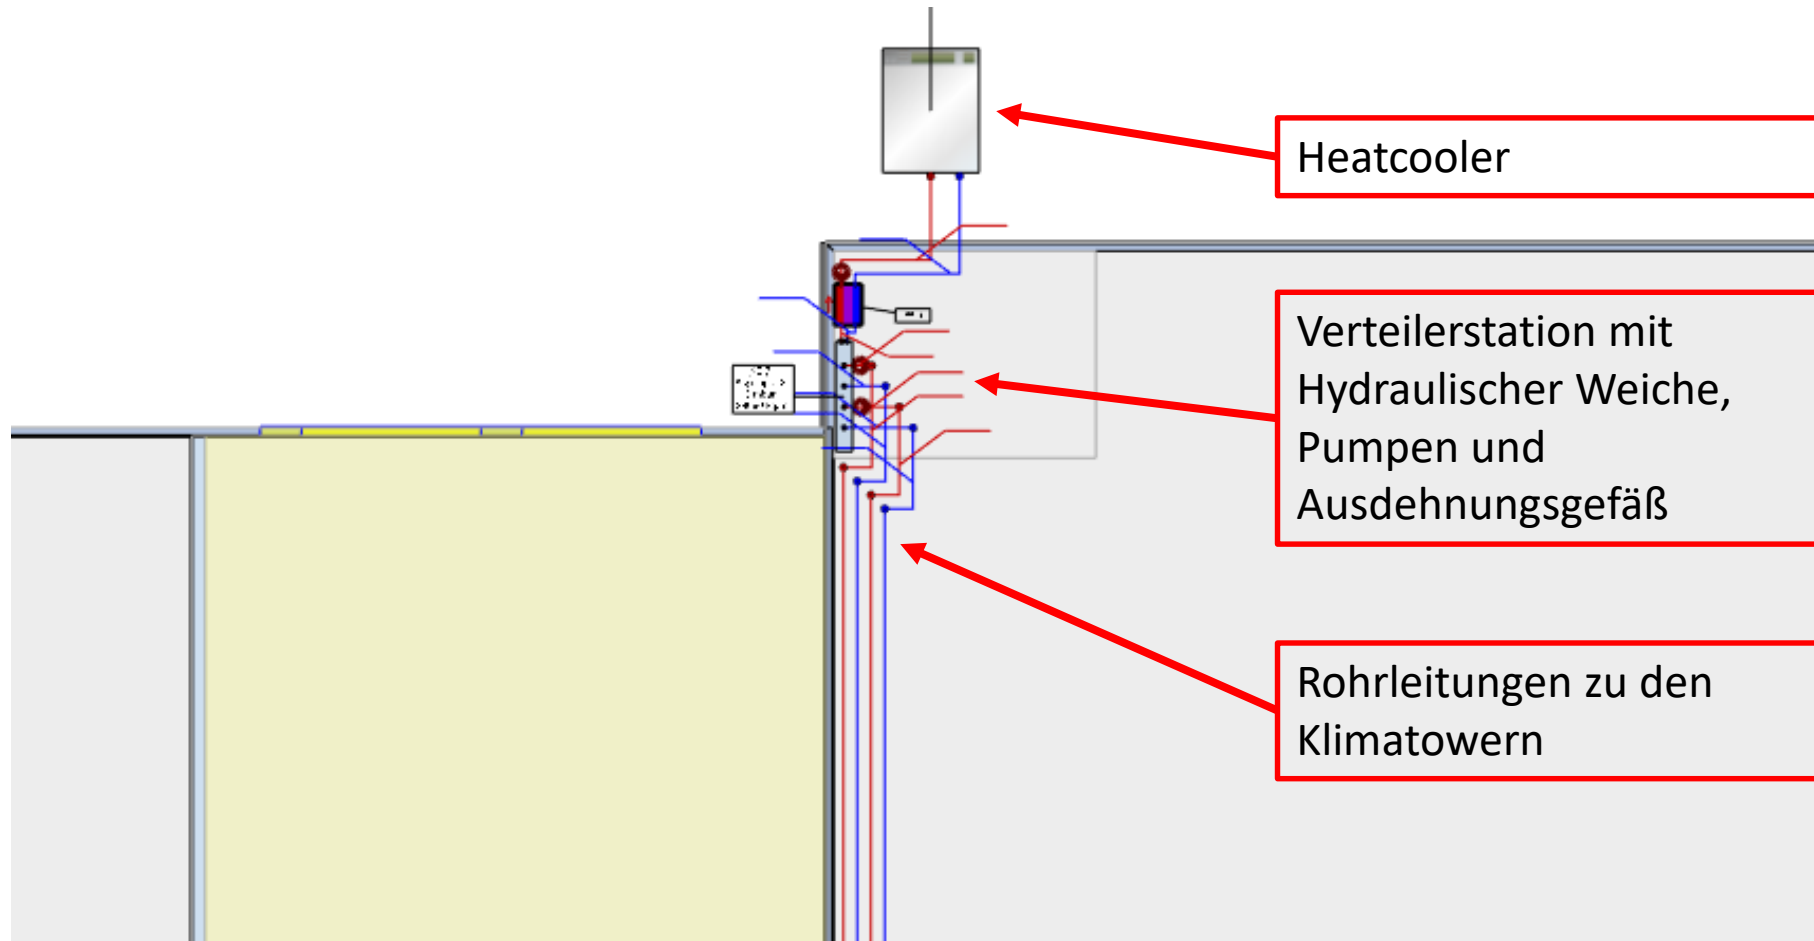 Heatcooler
Verteilerstation mit
Hydraulischer Weiche,
Pumpen und
Ausdehnungsgefäß
Rohrleitungen zu den
Klimatowern